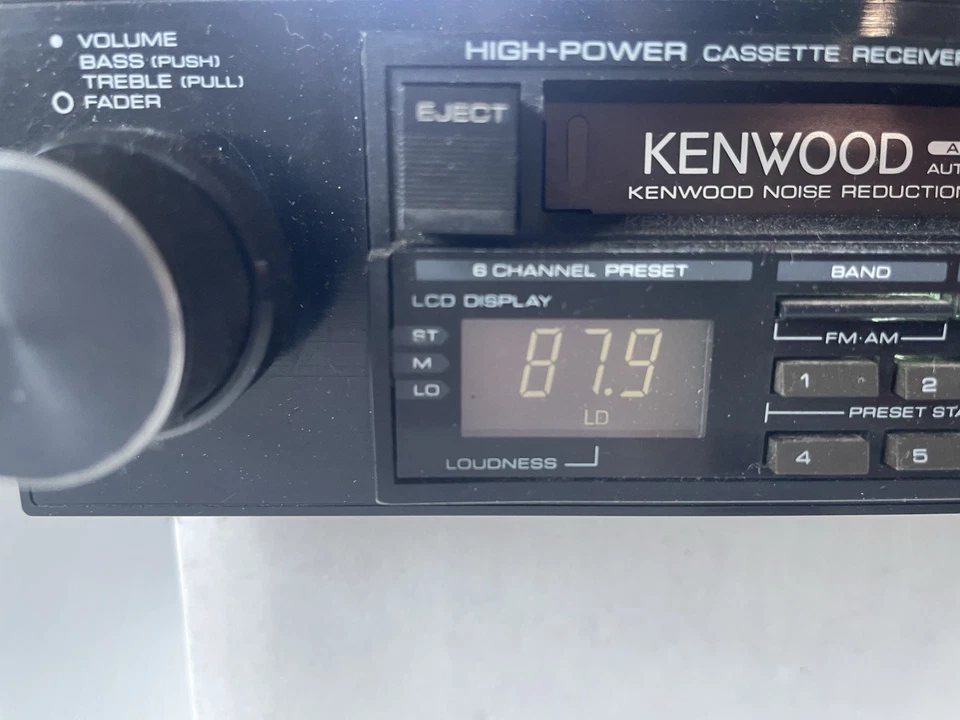 VOLUME
BASS (PUSH)
TREBLE (PULL)
FADER
HIGH-POWER CASSETTE RECEIVER
EJECT
KENWOOD
KENWOOD NOISE REDUCTION
6 CHANNEL PRESET
BAND
LCD DISPLAY
ST
M
LO
87.9
LD
LOUDNESS
FM·AM
1 2
PRESET
4 5